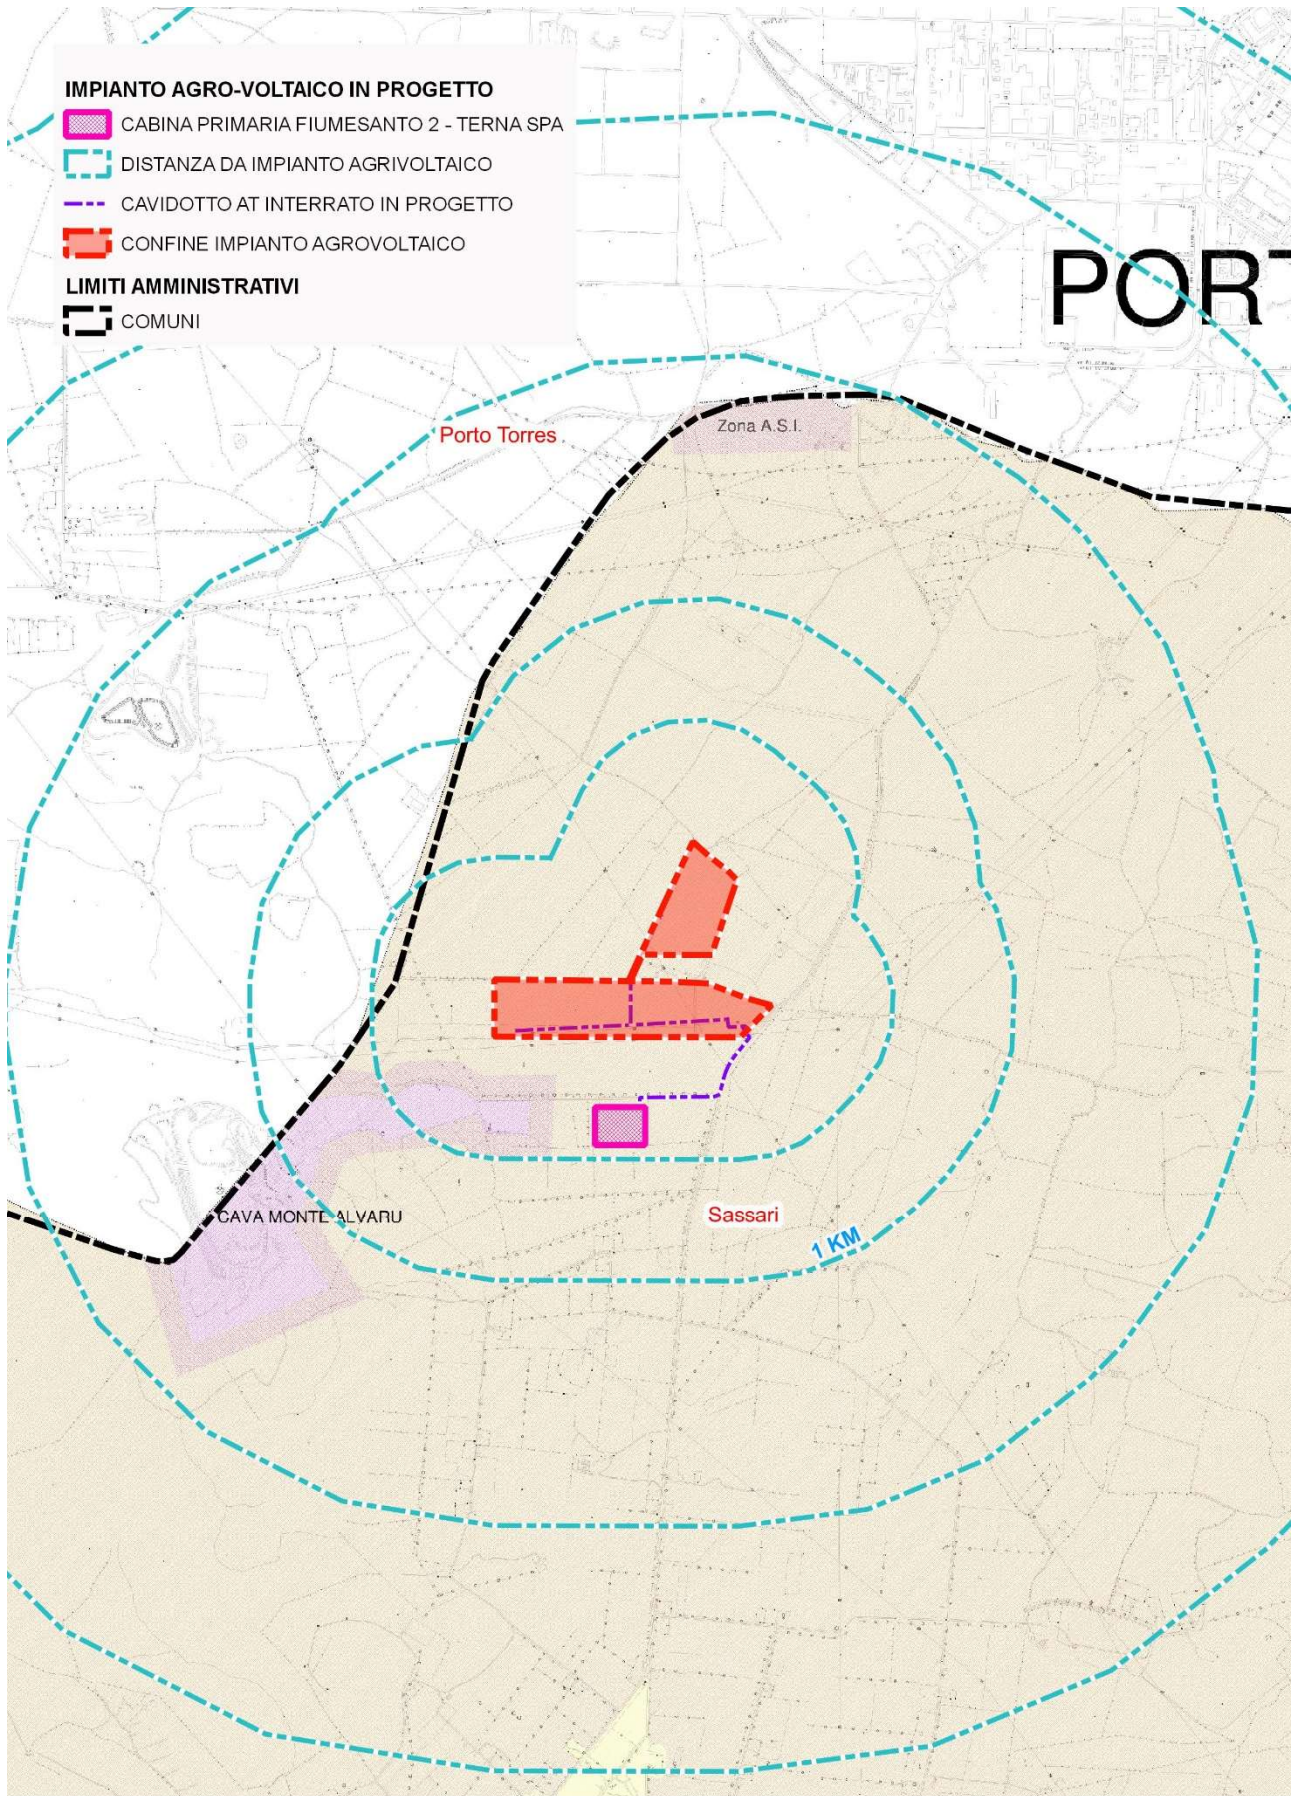 IMPIANTO AGRO-VOLTAICO IN PROGETTO
CABINA PRIMARIA FIUMESANTO 2 - TERNA SPA
DISTANZA DA IMPIANTO AGRIVOLTAICO
CAVIDOTTO AT INTERRATO IN PROGETTO
CONFINE IMPIANTO AGROVOLTAICO
LIMITI AMMINISTRATIVI
COMUNI
PORT
Zona A.S.I.
Porto Torres
CAVA MONTE ALVARU
Sassari
1 KM